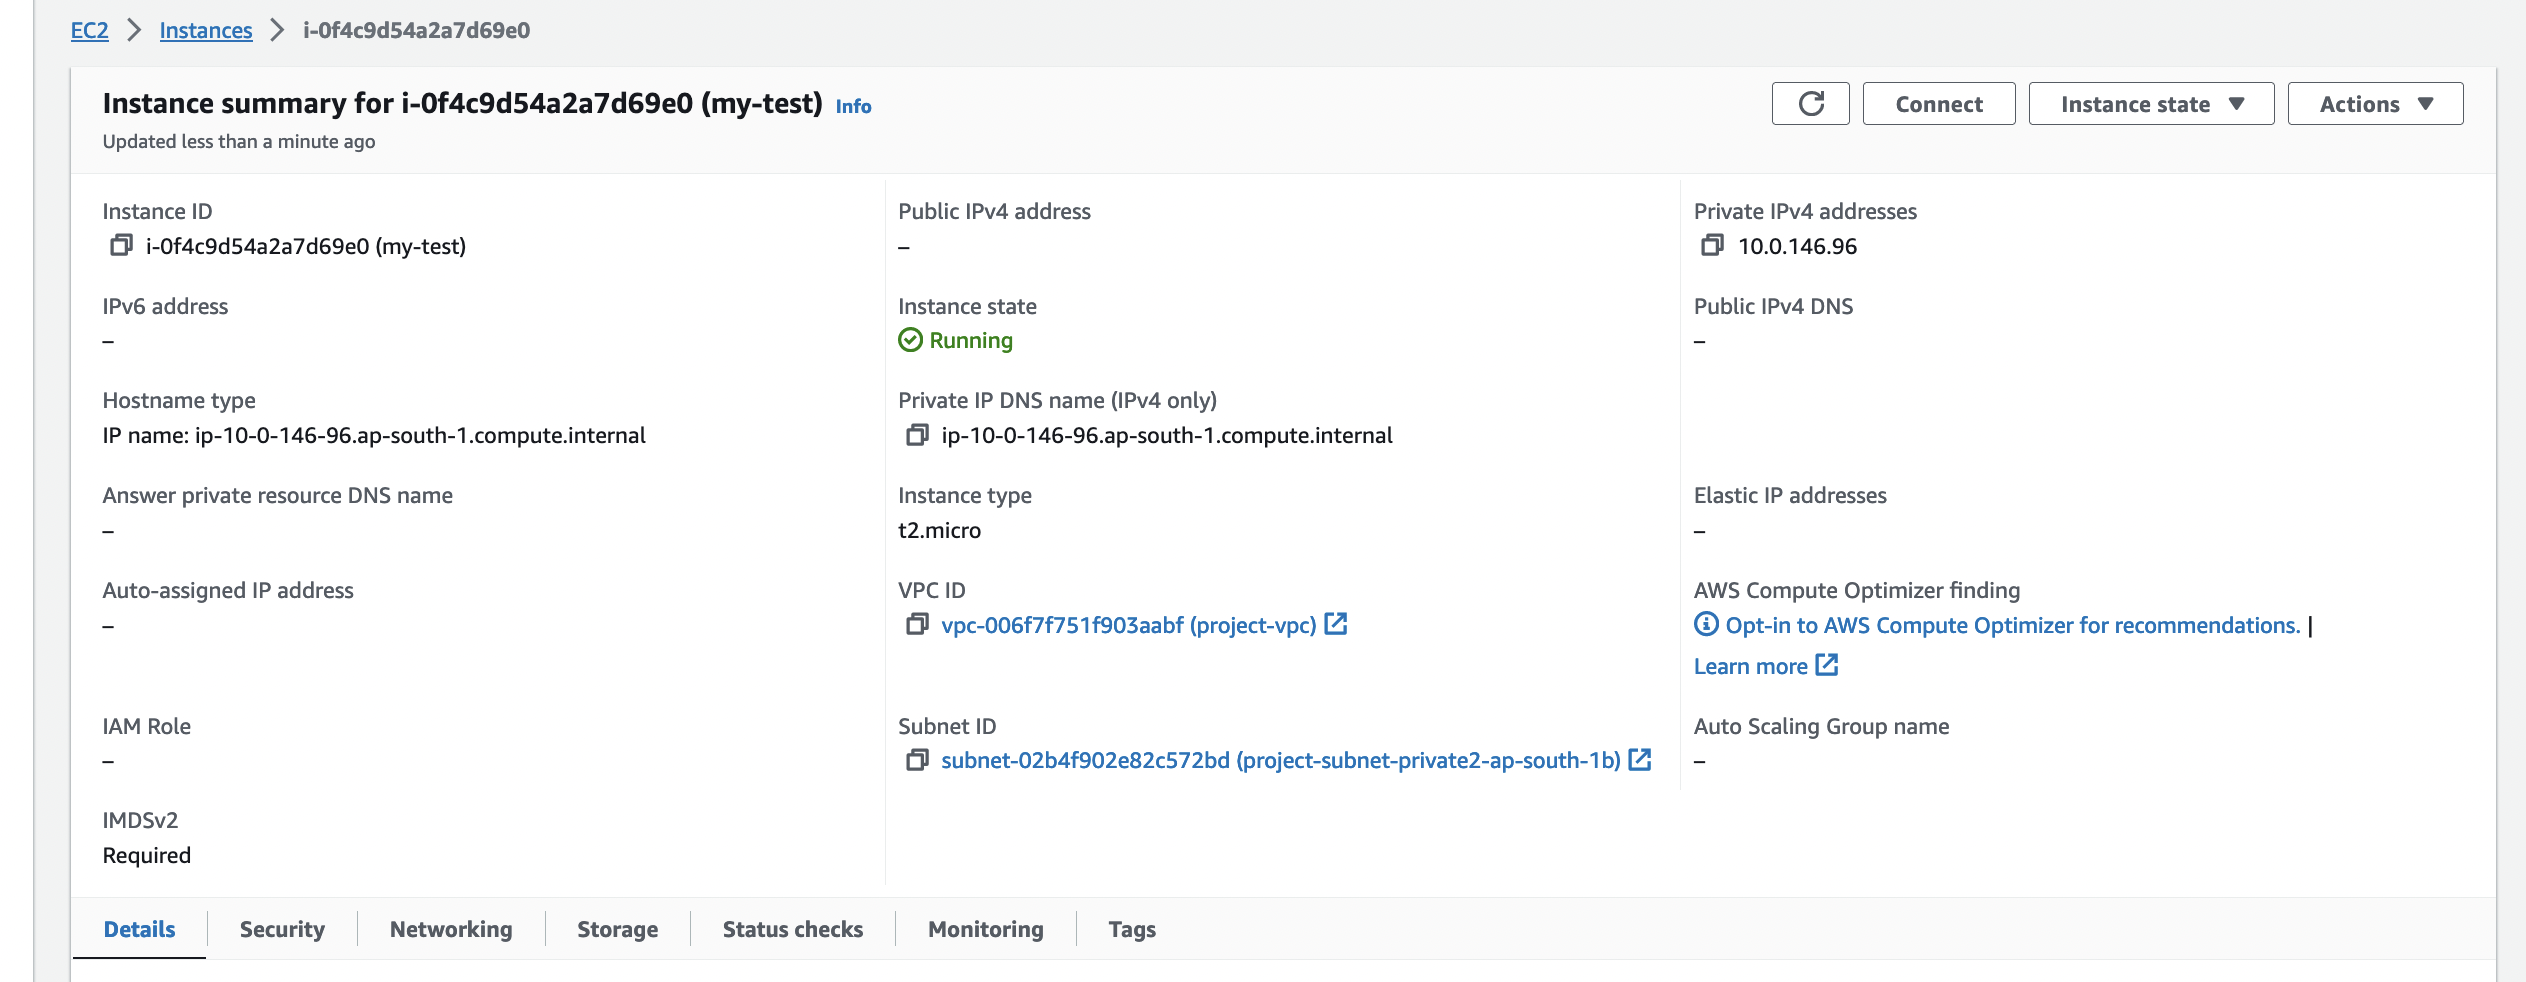 EC2 > Instances > i-0f4c9d54a2a7d69e0
Instance summary for i-0f4c9d54a2a7d69e0 (my-test) Info
Updated less than a minute ago
Connect
Instance state
Actions
Instance ID
i-0f4c9d54a2a7d69e0 (my-test)
Public IPv4 address
–
Private IPv4 addresses
10.0.146.96
IPv6 address
–
Instance state
Running
Public IPv4 DNS
–
Hostname type
IP name: ip-10-0-146-96.ap-south-1.compute.internal
Private IP DNS name (IPv4 only)
ip-10-0-146-96.ap-south-1.compute.internal
Answer private resource DNS name
–
Instance type
t2.micro
Elastic IP addresses
–
Auto-assigned IP address
–
VPC ID
vpc-006f7f751f903aabf (project-vpc)
AWS Compute Optimizer finding
Opt-in to AWS Compute Optimizer for recommendations. |
Learn more
IAM Role
–
Subnet ID
subnet-02b4f902e82c572bd (project-subnet-private2-ap-south-1b)
Auto Scaling Group name
–
IMDSv2
Required
Details
Security
Networking
Storage
Status checks
Monitoring
Tags